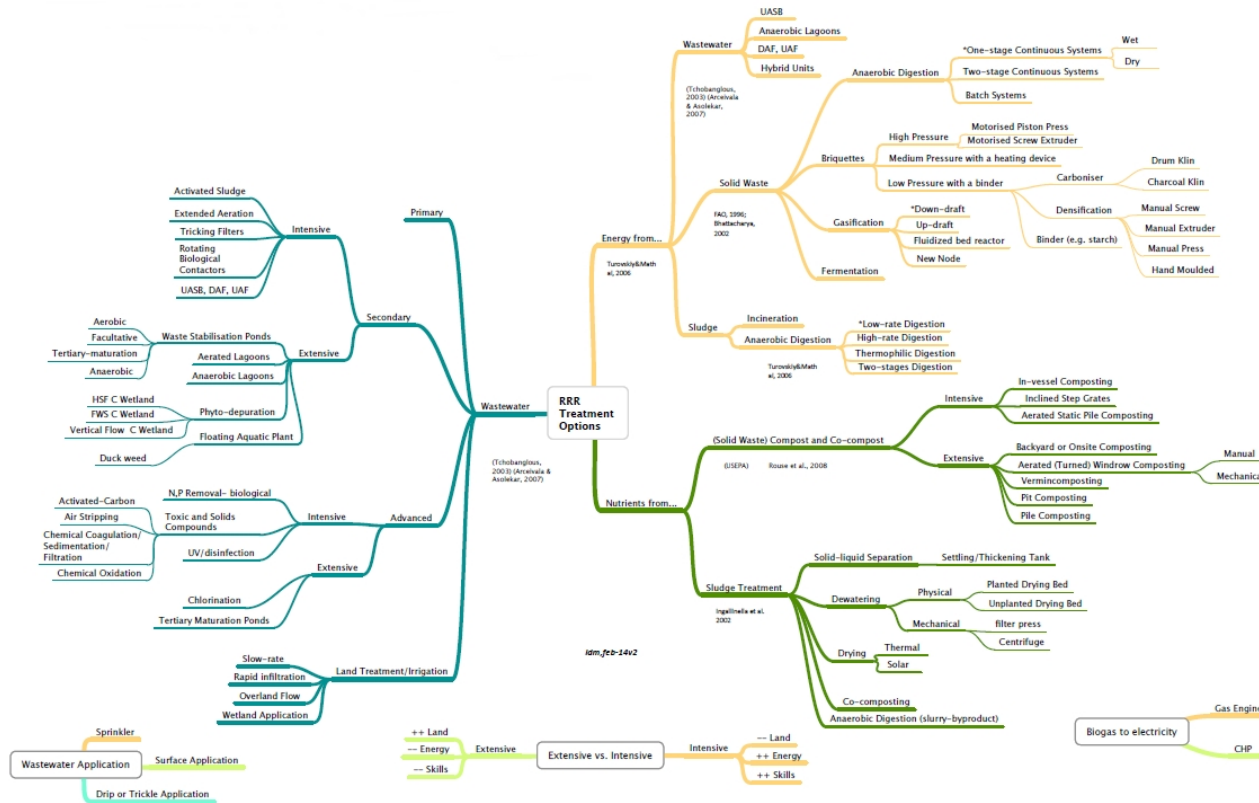 RRR
Treatment
Options
Wastewater
(Tchobanglous,
2003) (Arceivala &
Asolekar, 2007)
Primary
Secondary
Intensive
Activated Sludge
Extended Aeration
Tricking Filters
Rotating
Biological
Contactors
UASB, DAF, UAF
Extensive
Waste Stabilisation Ponds
Aerobic
Facultative
Tertiary-maturation
Anaerobic
Aerated Lagoons
Anaerobic Lagoons
Phyto-depuration
HSF C Wetland
FWS C Wetland
Vertical Flow C Wetland
Floating Aquatic Plant
Duck weed
Advanced
Intensive
N,P Removal- biological
Toxic and Solids
Compounds
Activated-Carbon
Air Stripping
Chemical Coagulation/
Sedimentation/
Filtration
Chemical Oxidation
UV/disinfection
Extensive
Chlorination
Tertiary Maturation Ponds
Land Treatment/Irrigation
Slow-rate
Rapid infiltration
Overland Flow
Wetland Application
Energy from...
Turovskiy&Math
al, 2006
Wastewater
(Tchobanglous,
2003) (Arceivala
& Asolekar,
2007)
UASB
Anaerobic Lagoons
DAF, UAF
Hybrid Units
Solid Waste
FAO, 1996;
Bhattacharya,
2002
Anaerobic Digestion
*One-stage Continuous Systems
Wet
Dry
Two-stage Continuous Systems
Batch Systems
Briquettes
High Pressure
Motorised Piston Press
Motorised Screw Extruder
Medium Pressure with a heating device
Low Pressure with a binder
Carboniser
Drum Klin
Charcoal Klin
Densification
Manual Screw
Manual Extruder
Manual Press
Hand Moulded
Binder (e.g. starch)
Gasification
*Down-draft
Up-draft
Fluidized bed reactor
New Node
Fermentation
Sludge
Incineration
Anaerobic Digestion
Turovskiy&Math
al, 2006
*Low-rate Digestion
High-rate Digestion
Thermophilic Digestion
Two-stages Digestion
Nutrients from...
(Solid Waste) Compost and Co-compost
(USEPA) Rouse et al., 2008
Intensive
In-vessel Composting
Inclined Step Grates
Aerated Static Pile Composting
Extensive
Backyard or Onsite Composting
Aerated (Turned) Windrow Composting
Manual
Mechanic
Vermincomposting
Pit Composting
Pile Composting
Sludge Treatment
Ingallinella et al.
2002
Solid-liquid Separation
Settling/Thickening Tank
Dewatering
Physical
Planted Drying Bed
Unplanted Drying Bed
Mechanical
filter press
Centrifuge
Drying
Thermal
Solar
Co-composting
Anaerobic Digestion (slurry-byproduct)
ldm,feb-14v2
Wastewater Application
Sprinkler
Surface Application
Drip or Trickle Application
Extensive vs. Intensive
Extensive
++ Land
-- Energy
-- Skills
Intensive
-- Land
++ Energy
++ Skills
Biogas to electricity
Gas Engine
CHP